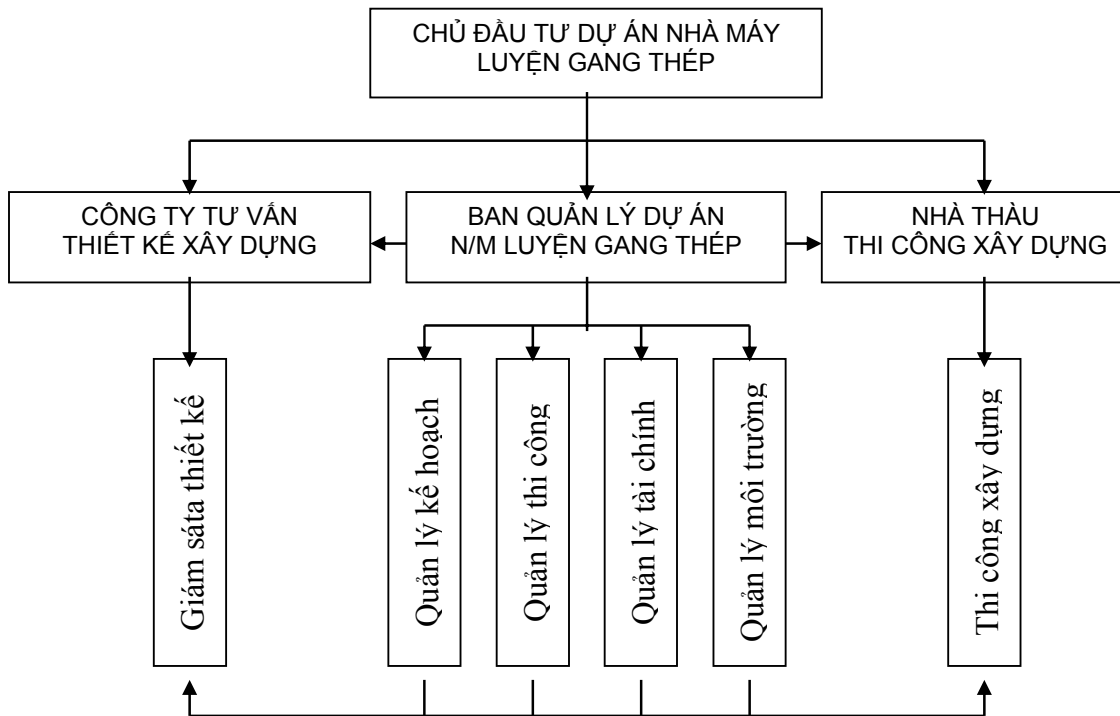 CHỦ ĐẦU TƯ DỰ ÁN NHÀ MÁY
LUYỆN GANG THÉP
CÔNG TY TƯ VẤN
THIẾT KẾ XÂY DỰNG
BAN QUẢN LÝ DỰ ÁN
N/M LUYỆN GANG THÉP
NHÀ THÀU
THI CÔNG XÂY DỰNG
Giám sáta thiết kế
Quản lý kế hoạch
Quản lý thi công
Quản lý tài chính
Quản lý môi trường
Thi công xây dụng